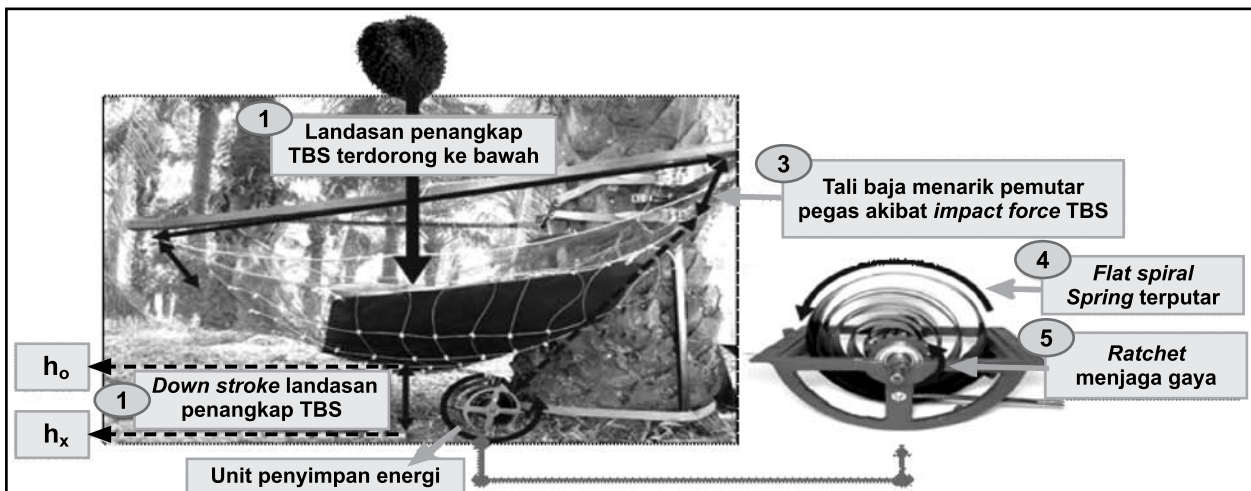 1
Landasan penangkap
TBS terdorong ke bawah
3
Tali baja menarik pemutar
pegas akibat impact force TBS
4
Flat spiral
Spring terputar
5
Ratchet
menjaga gaya
h₀
1
Down stroke landasan
penangkap TBS
hₓ
Unit penyimpan energi